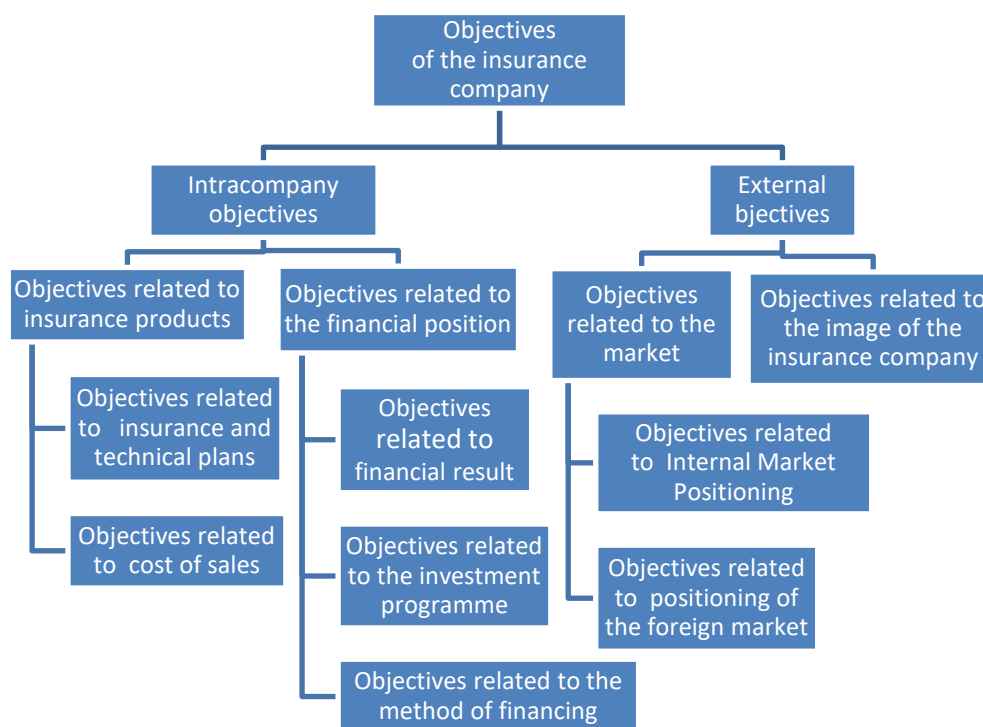 Objectives
of the insurance
company
Intracompany
objectives
External
bjectives
Objectives related to
insurance products
Objectives related to
the financial position
Objectives
related to the
market
Objectives related to
the image of the
insurance company
Objectives related
to insurance and
technical plans
Objectives
related to
financial result
Objectives related
to Internal Market
Positioning
Objectives related
to cost of sales
Objectives related
to the investment
programme
Objectives related
to positioning of
the foreign market
Objectives related to the
method of financing